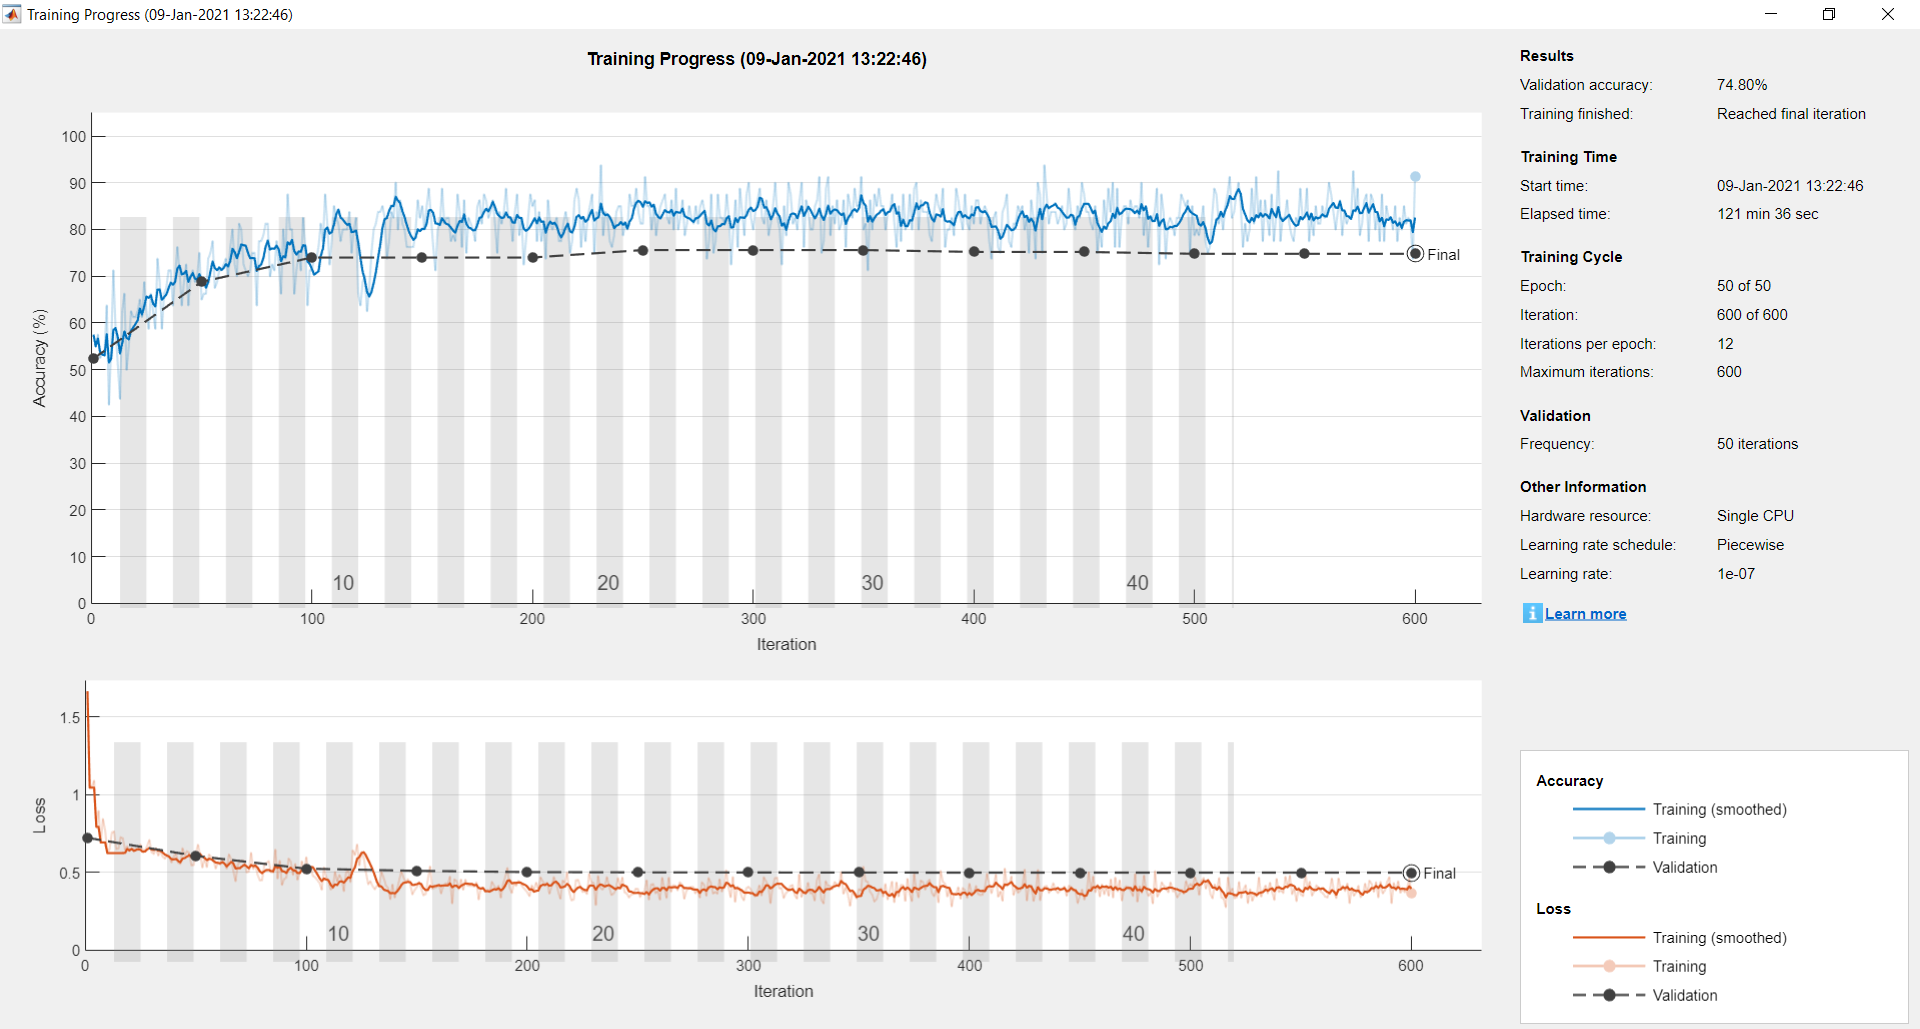 Training Progress (09-Jan-2021 13:22:46)
Training Progress (09-Jan-2021 13:22:46)
100
90
80
70
60
50
40
30
20
10
0
Accuracy (%)
Final
10
20
30
40
0
100
200
300
400
500
600
Iteration
1.5
1
0.5
0
Loss
Final
10
20
30
40
0
100
200
300
400
500
600
Iteration
Results
Validation accuracy: 74.80%
Training finished: Reached final iteration
Training Time
Start time: 09-Jan-2021 13:22:46
Elapsed time: 121 min 36 sec
Training Cycle
Epoch: 50 of 50
Iteration: 600 of 600
Iterations per epoch: 12
Maximum iterations: 600
Validation
Frequency: 50 iterations
Other Information
Hardware resource: Single CPU
Learning rate schedule: Piecewise
Learning rate: 1e-07
i Learn more
Accuracy
Training (smoothed)
Training
Validation
Loss
Training (smoothed)
Training
Validation